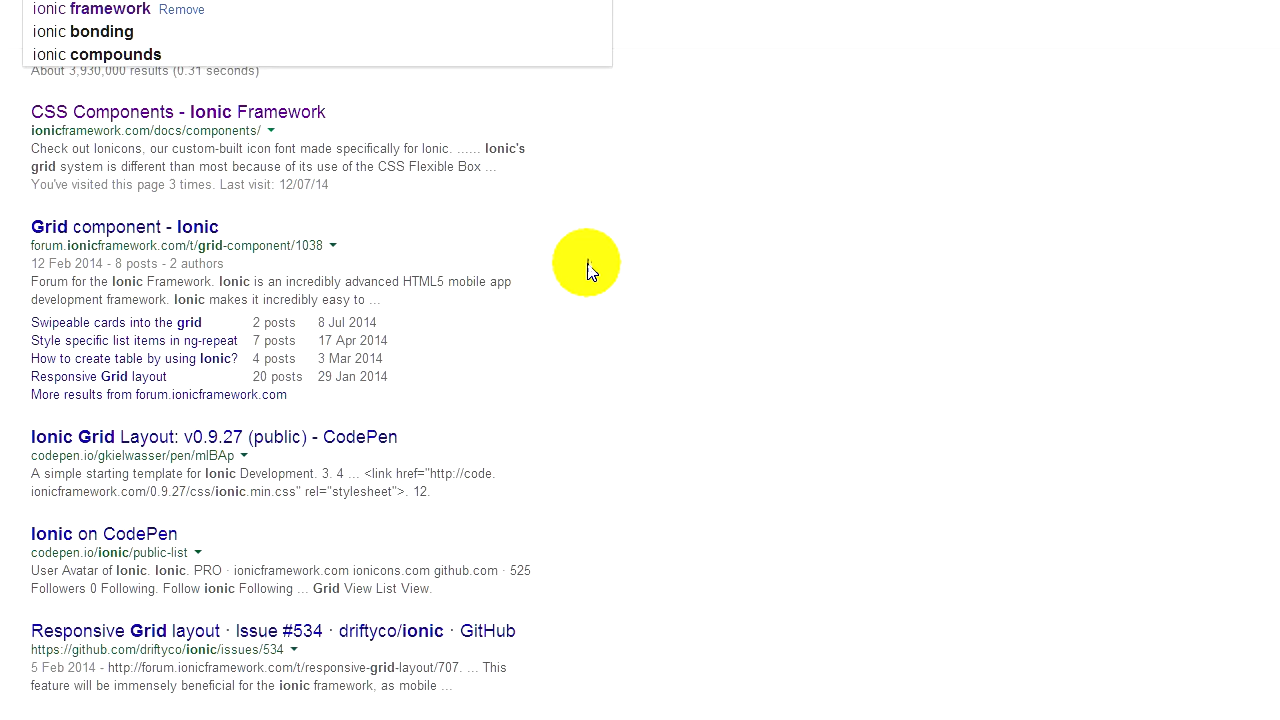 ionic framework Remove
ionic bonding
ionic compounds
About 3,930,000 results (0.31 seconds)
CSS Components - Ionic Framework
ionicframework.com/docs/components/
Check out Ionicons, our custom-built icon font made specifically for Ionic. ...... Ionic's
grid system is different than most because of its use of the CSS Flexible Box ...
You've visited this page 3 times. Last visit: 12/07/14
Grid component - Ionic
forum.ionicframework.com/t/grid-component/1038
12 Feb 2014 - 8 posts - 2 authors
Forum for the Ionic Framework. Ionic is an incredibly advanced HTML5 mobile app
development framework. Ionic makes it incredibly easy to ...
Swipeable cards into the grid 2 posts 8 Jul 2014
Style specific list items in ng-repeat 7 posts 17 Apr 2014
How to create table by using Ionic? 4 posts 3 Mar 2014
Responsive Grid layout 20 posts 29 Jan 2014
More results from forum.ionicframework.com
Ionic Grid Layout: v0.9.27 (public) - CodePen
codepen.io/gkielwasser/pen/mlBAp
A simple starting template for Ionic Development. 3. 4 ... <link href="http://code.
ionicframework.com/0.9.27/css/ionic.min.css" rel="stylesheet">. 12.
Ionic on CodePen
codepen.io/ionic/public-list
User Avatar of Ionic. Ionic. PRO · ionicframework.com ionicons.com github.com · 525
Followers 0 Following. Follow ionic Following ... Grid View List View.
Responsive Grid layout · Issue #534 · driftyco/ionic · GitHub
https://github.com/driftyco/ionic/issues/534
5 Feb 2014 - http://forum.ionicframework.com/t/responsive-grid-layout/707. ... This
feature will be immensely beneficial for the ionic framework, as mobile ...